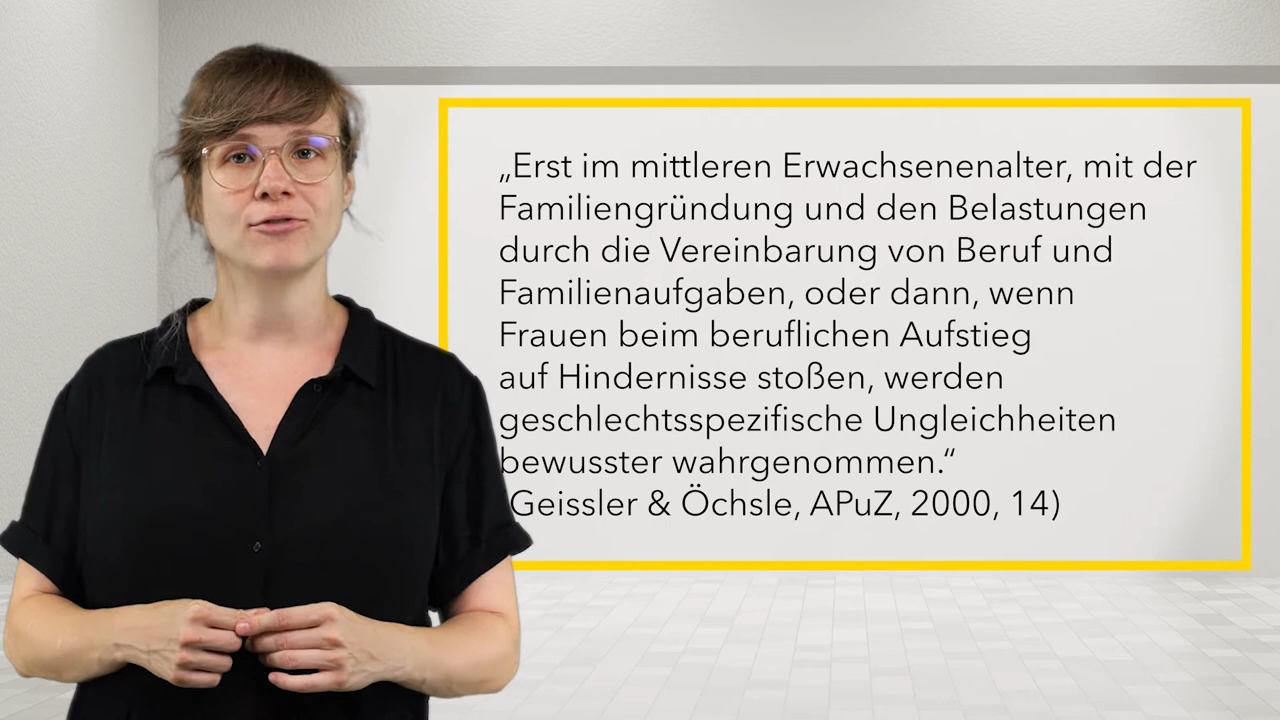 „Erst im mittleren Erwachsenenalter, mit der
Familiengründung und den Belastungen
durch die Vereinbarung von Beruf und
Familienaufgaben, oder dann, wenn
Frauen beim beruflichen Aufstieg
auf Hindernisse stoßen, werden
geschlechtsspezifische Ungleichheiten
bewusster wahrgenommen.“
Geissler & Öchsle, APuZ, 2000, 14)